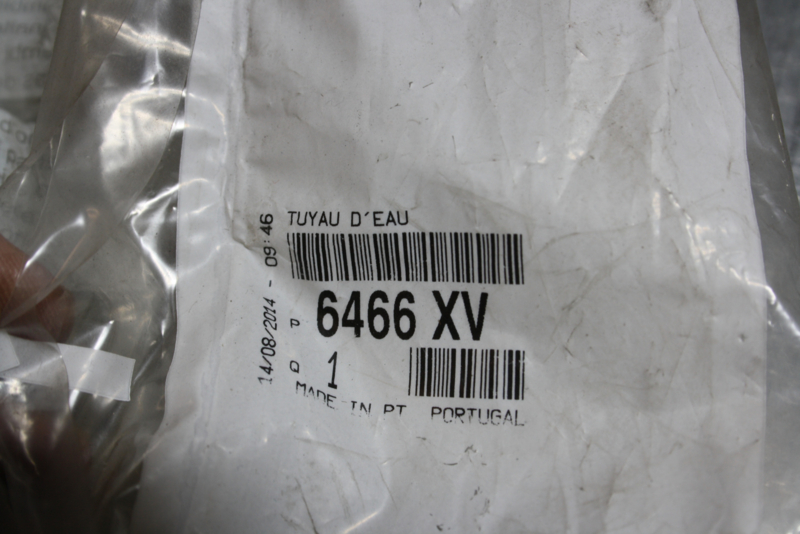 TUYAU D'EAU
14/08/2014 - 09:46
P 6466 XV
Q 1
MADE IN PT PORTUGAL